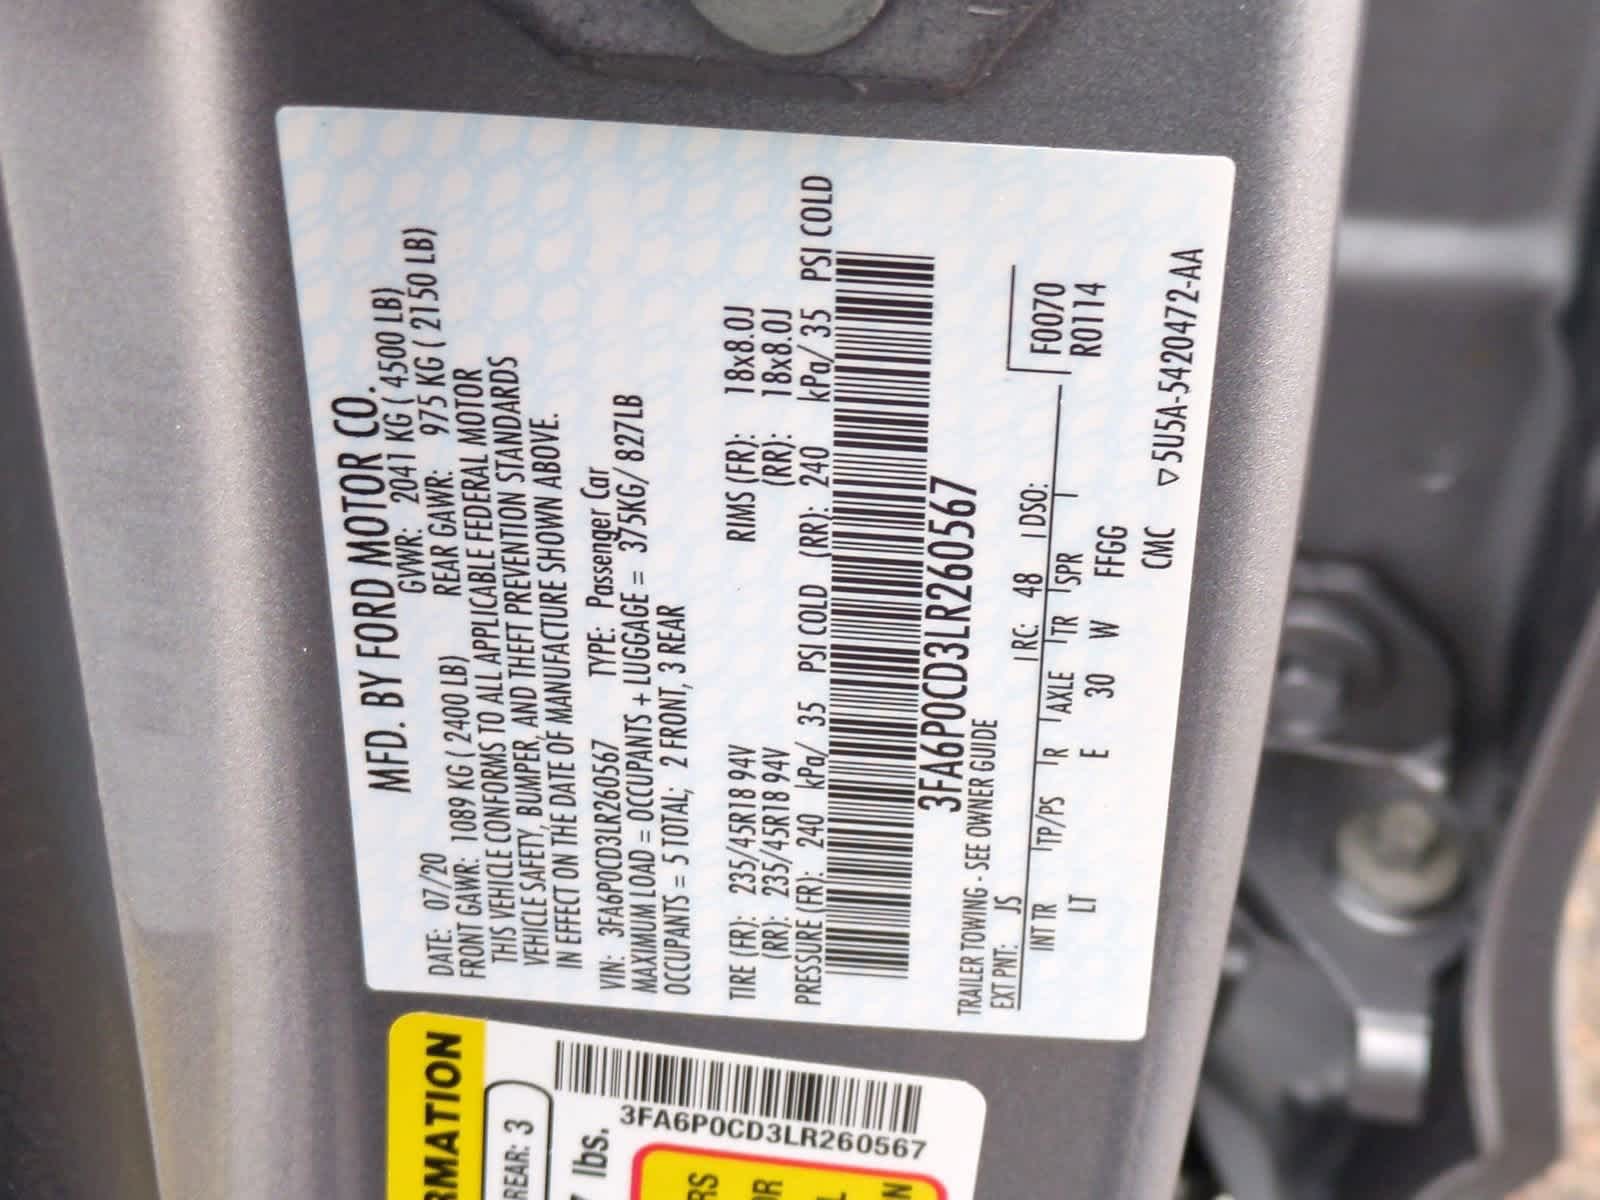 MFD. BY FORD MOTOR CO.
DATE: 07/20 GVWR: 2041 KG ( 4500 LB)
FRONT GAWR: 1089 KG ( 2400 LB) REAR GAWR: 975 KG ( 2150 LB)
THIS VEHICLE CONFORMS TO ALL APPLICABLE FEDERAL MOTOR
VEHICLE SAFETY, BUMPER, AND THEFT PREVENTION STANDARDS
IN EFFECT ON THE DATE OF MANUFACTURE SHOWN ABOVE.
VIN: 3FA6P0CD3LR260567 TYPE: Passenger Car
MAXIMUM LOAD = OCCUPANTS + LUGGAGE = 375KG/ 827LB
OCCUPANTS = 5 TOTAL; 2 FRONT, 3 REAR
TIRE (FR): 235/45R18 94V RIMS (FR): 18x8.0J
(RR): 235/45R18 94V (RR): 18x8.0J
PRESSURE (FR): 240 kPa/ 35 PSI COLD (RR): 240 kPa/ 35 PSI COLD
3FA6P0CD3LR260567
TRAILER TOWING - SEE OWNER GUIDE
F0070
EXT PNT: JS RC: 48 DSO: R0114
INT TR TP/PS R AXLE TR SPR
LT E 30 W FFGG
CMC ▽5U5A-5420472-AA
RMATION
REAR: 3
7 lbs.
3FA6P0CD3LR260567
RS
OR
L
N